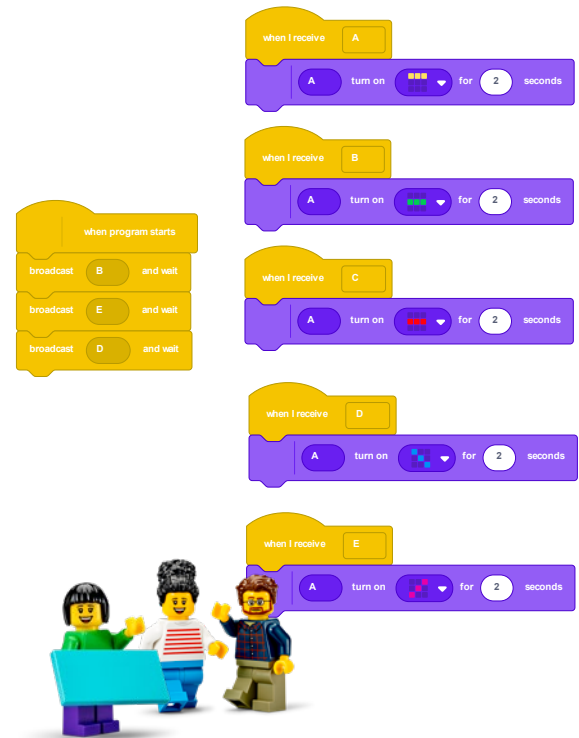 when I receive A
A turn on for 2 seconds
when I receive B
A turn on for 2 seconds
when program starts
broadcast B and wait
broadcast E and wait
broadcast D and wait
when I receive C
A turn on for 2 seconds
when I receive D
A turn on for 2 seconds
when I receive E
A turn on for 2 seconds